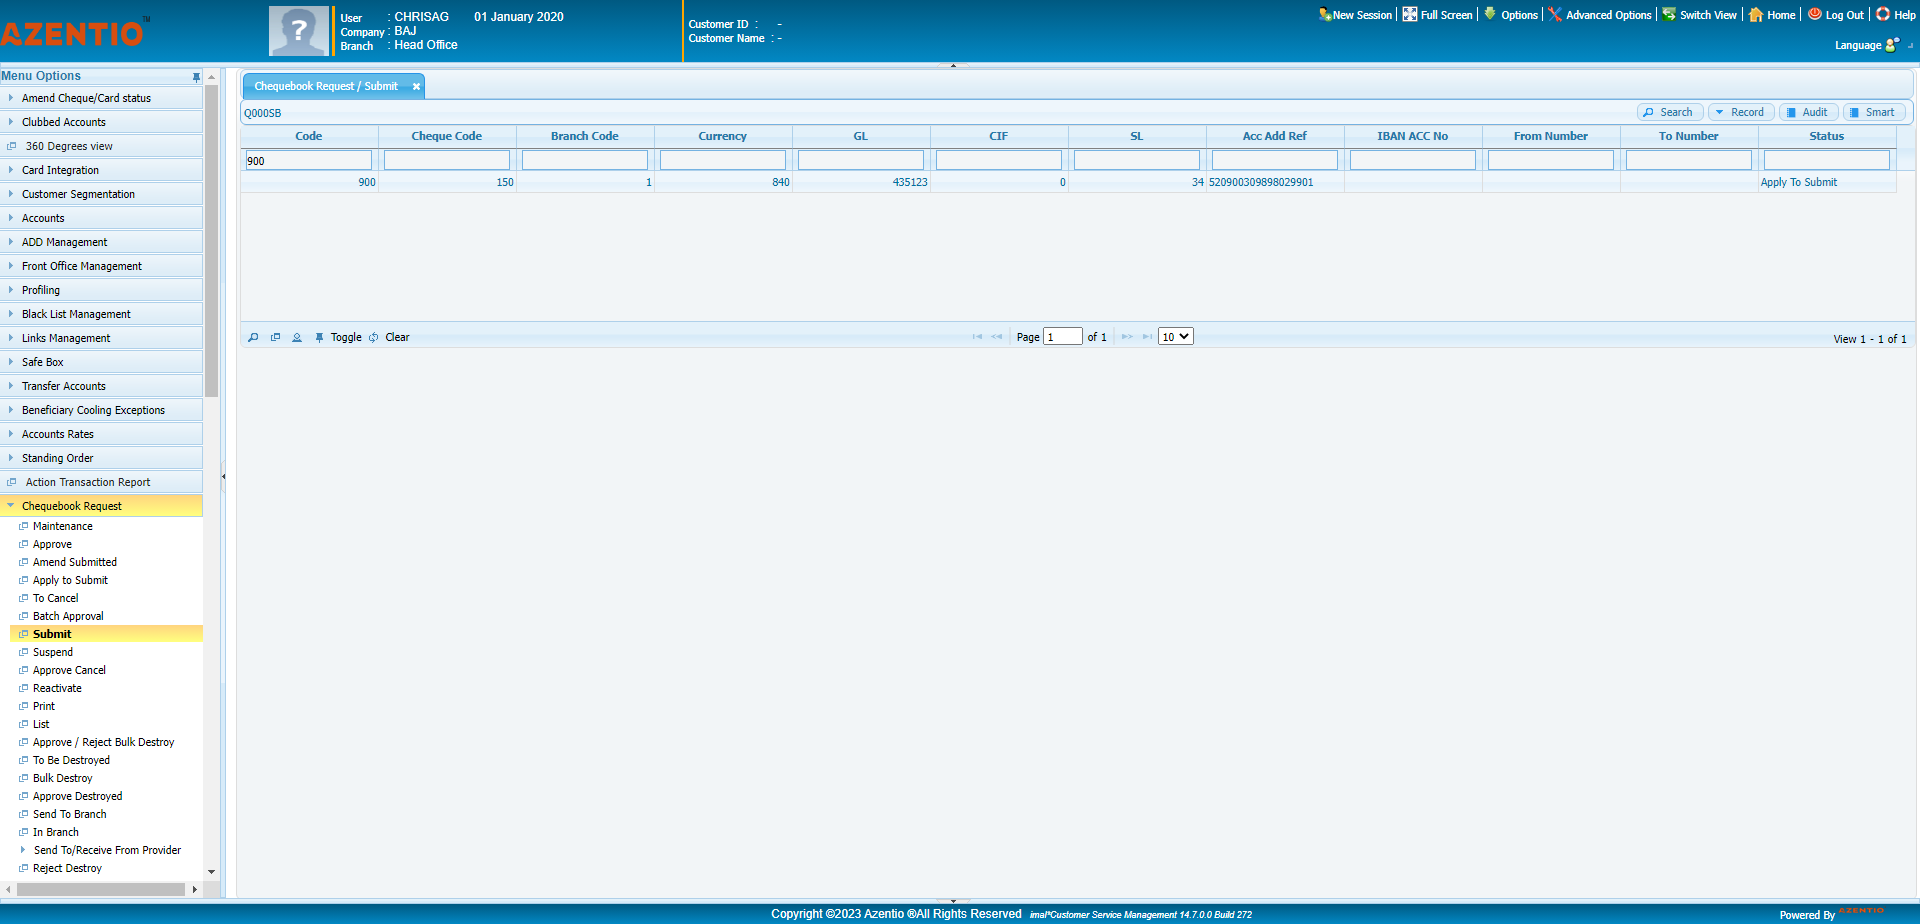 AZENTIO™
User : CHRISAG 01 January 2020
Company : BAJ
Branch : Head Office
Customer ID : -
Customer Name : -
New Session Full Screen Options Advanced Options Switch View Home Log Out Help
Language
Menu Options
Amend Cheque/Card status
Clubbed Accounts
360 Degrees view
Card Integration
Customer Segmentation
Accounts
ADD Management
Front Office Management
Profiling
Black List Management
Links Management
Safe Box
Transfer Accounts
Beneficiary Cooling Exceptions
Accounts Rates
Standing Order
Action Transaction Report
Chequebook Request
Maintenance
Approve
Amend Submitted
Apply to Submit
To Cancel
Batch Approval
Submit
Suspend
Approve Cancel
Reactivate
Print
List
Approve / Reject Bulk Destroy
To Be Destroyed
Bulk Destroy
Approve Destroyed
Send To Branch
In Branch
Send To/Receive From Provider
Reject Destroy
Chequebook Request / Submit
Q000SB
Search Record Audit Smart
Code Cheque Code Branch Code Currency GL CIF SL Acc Add Ref IBAN ACC No From Number To Number Status
900
900 150 1 840 435123 0 34 520900309898029901 Apply To Submit
Toggle Clear
Page 1 of 1 10
View 1 - 1 of 1
Copyright ©2023 Azentio ®All Rights Reserved imal*Customer Service Management 14.7.0.0 Build 272
Powered By AZENTIO